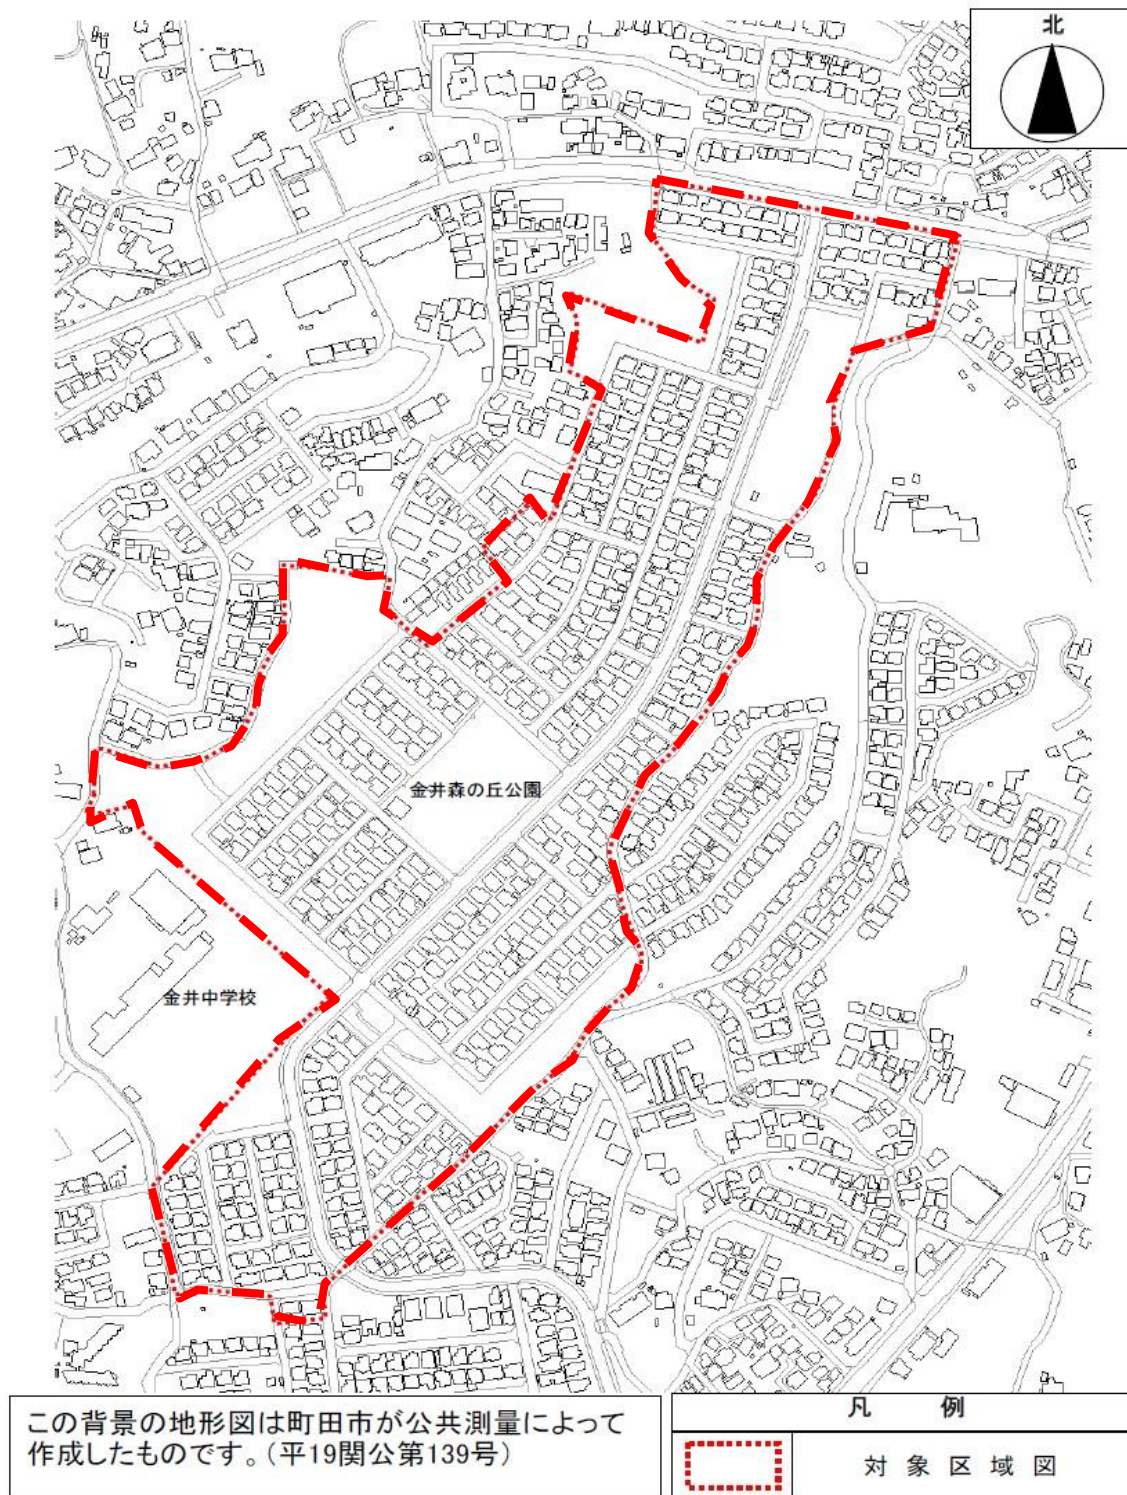 北
金井森の丘公園
金井中学校
この背景の地形図は町田市が公共測量によって
作成したものです。(平19関公第139号)
凡 例
対 象 区 域 図